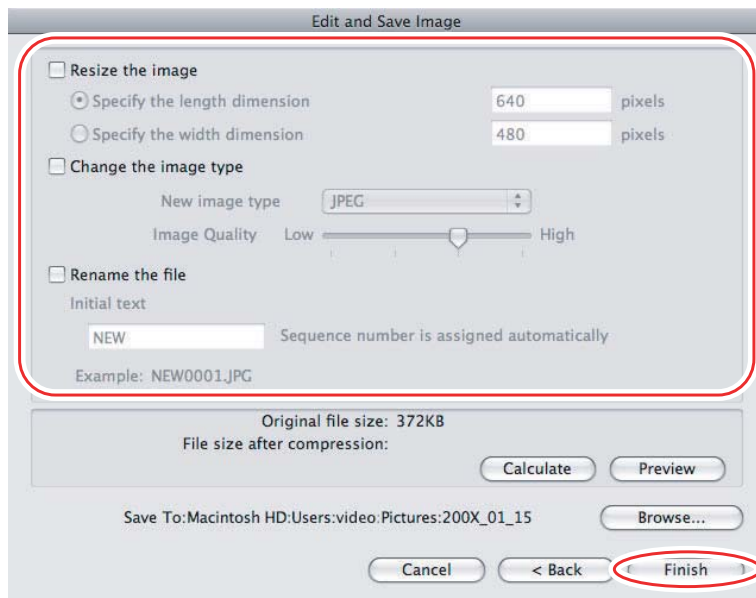 Edit and Save Image
Resize the image
Specify the length dimension 640 pixels
Specify the width dimension 480 pixels
Change the image type
New image type JPEG
Image Quality Low High
Rename the file
Initial text
NEW Sequence number is assigned automatically
Example: NEW0001.JPG
Original file size: 372KB
File size after compression:
Calculate Preview
Save To:Macintosh HD:Users:video:Pictures:200X_01_15 Browse...
Cancel < Back Finish